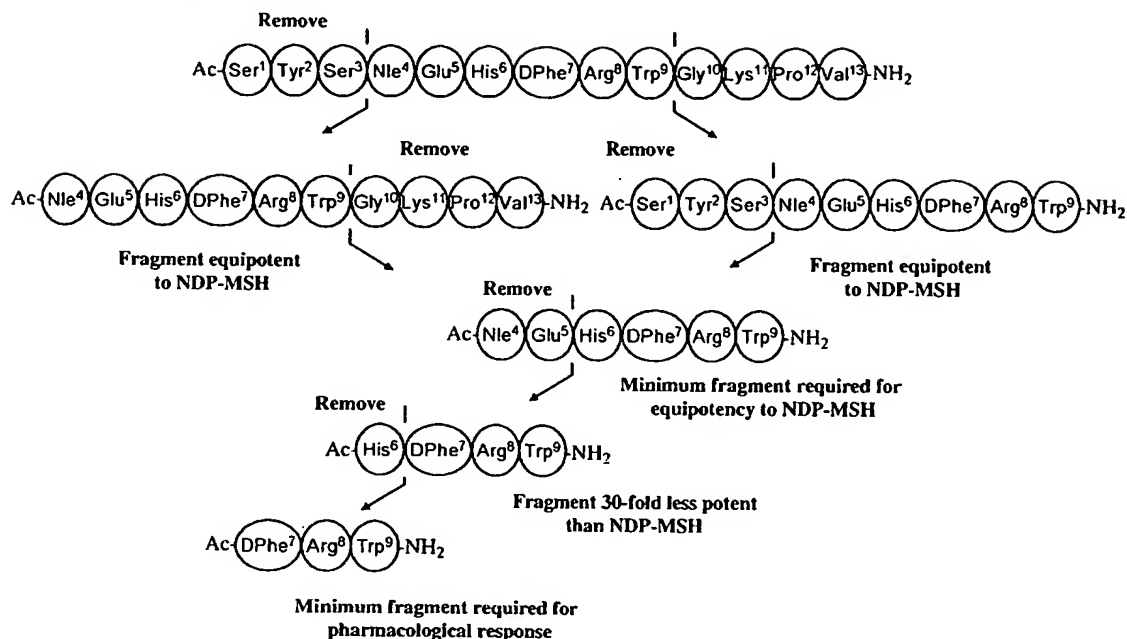 Remove
Ac-Ser¹ Tyr² Ser³ Nle⁴ Glu⁵ His⁶ DPhe⁷ Arg⁸ Trp⁹ Gly¹⁰ Lys¹¹ Pro¹² Val¹³-NH₂
Remove
Remove
Ac-Nle⁴ Glu⁵ His⁶ DPhe⁷ Arg⁸ Trp⁹ Gly¹⁰ Lys¹¹ Pro¹² Val¹³-NH₂
Ac-Ser¹ Tyr² Ser³ Nle⁴ Glu⁵ His⁶ DPhe⁷ Arg⁸ Trp⁹-NH₂
Fragment equipotent
to NDP-MSH
Fragment equipotent
to NDP-MSH
Remove
Ac-Nle⁴ Glu⁵ His⁶ DPhe⁷ Arg⁸ Trp⁹-NH₂
Minimum fragment required for
equipotency to NDP-MSH
Remove
Ac-His⁶ DPhe⁷ Arg⁸ Trp⁹-NH₂
Fragment 30-fold less potent
than NDP-MSH
Ac-DPhe⁷ Arg⁸ Trp⁹-NH₂
Minimum fragment required for
pharmacological response